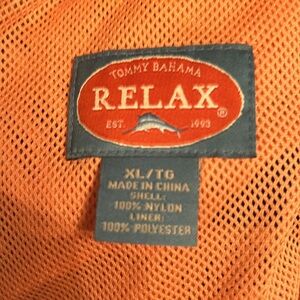 TOMMY BAHAMA
RELAX ®
EST. 1993
XL/TG
MADE IN CHINA
SHELL:
100% NYLON
LINER:
100% POLYESTER